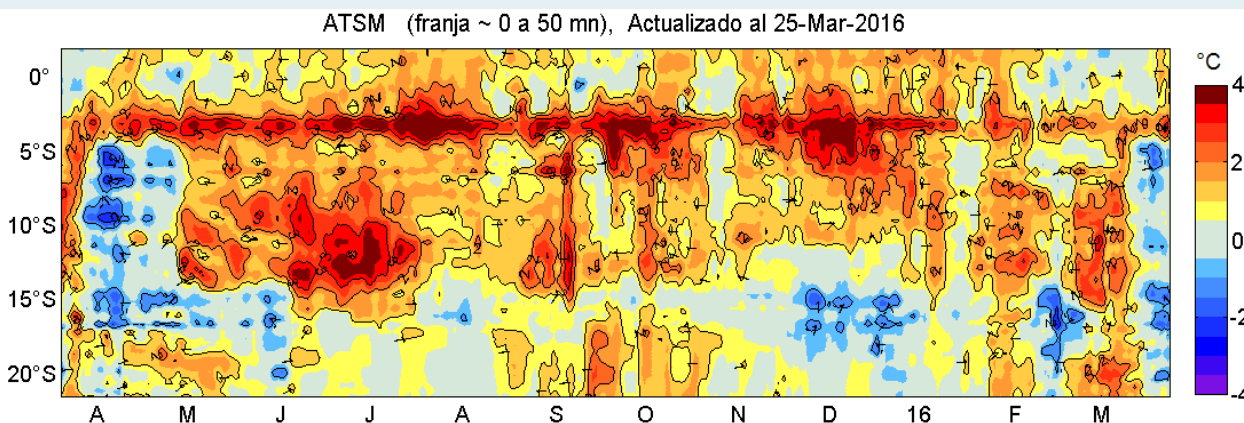 ATSM (franja ~ 0 a 50 mn), Actualizado al 25-Mar-2016
°C
0°
5°S
10°S
15°S
20°S
4
2
0
-2
-4
A M J J A S O N D 16 F M